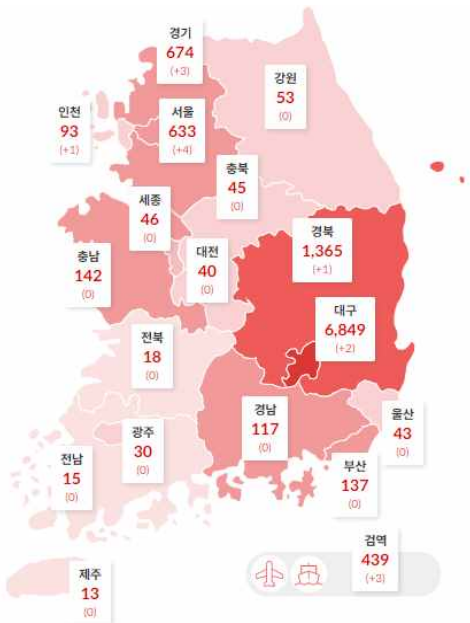 경기
674
(+3)
강원
53
(0)
인천
93
(+1)
서울
633
(+4)
충북
45
(0)
세종
46
(0)
경북
1,365
(+1)
대전
40
(0)
충남
142
(0)
대구
6,849
(+2)
전북
18
(0)
경남
117
(0)
울산
43
(0)
광주
30
(0)
전남
15
(0)
부산
137
(0)
검역
439
(+3)
제주
13
(0)